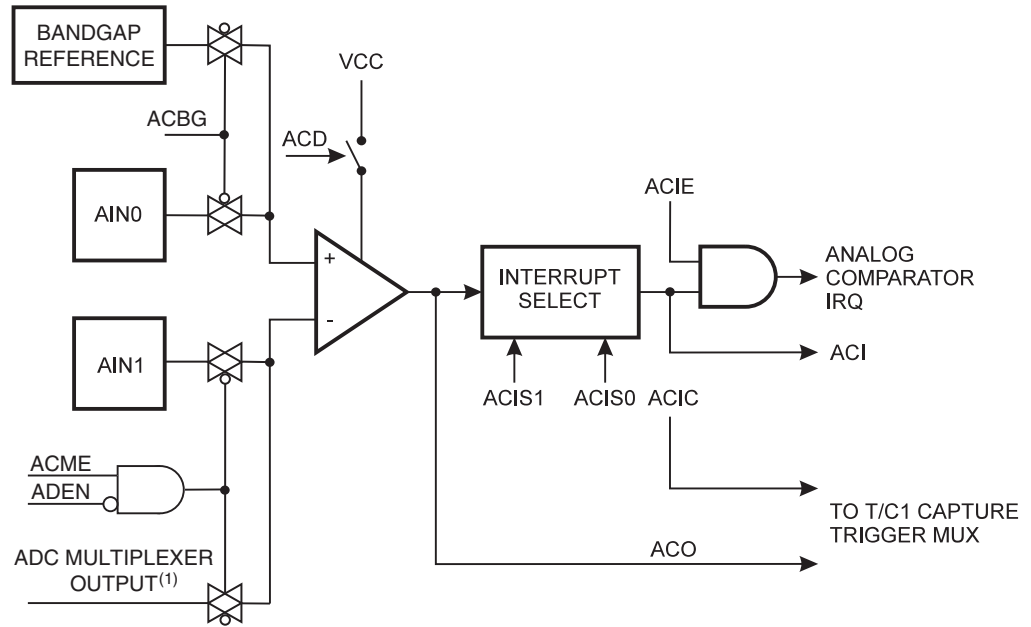 BANDGAP
REFERENCE
VCC
ACBG
ACD
AIN0
ACIE
+
INTERRUPT
SELECT
ANALOG
COMPARATOR
IRQ
-
AIN1
ACI
ACIS1
ACIS0
ACIC
ACME
ADEN
TO T/C1 CAPTURE
TRIGGER MUX
ACO
ADC MULTIPLEXER
OUTPUT(1)